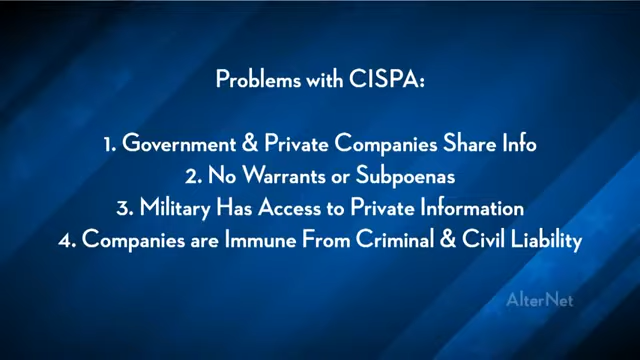 Problems with CISPA:
1. Government & Private Companies Share Info
2. No Warrants or Subpoenas
3. Military Has Access to Private Information
4. Companies are Immune From Criminal & Civil Liability
AlterNet